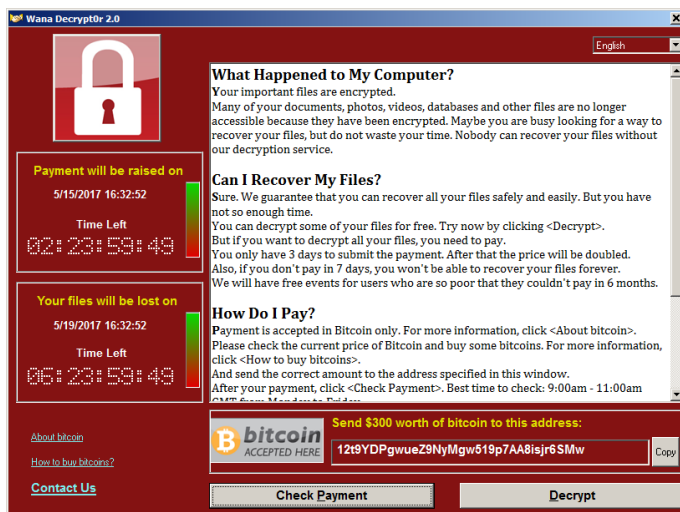 Wana Decrypt0r 2.0
English
What Happened to My Computer?
Your important files are encrypted.
Many of your documents, photos, videos, databases and other files are no longer
accessible because they have been encrypted. Maybe you are busy looking for a way to
recover your files, but do not waste your time. Nobody can recover your files without
our decryption service.
Can I Recover My Files?
Sure. We guarantee that you can recover all your files safely and easily. But you have
not so enough time.
You can decrypt some of your files for free. Try now by clicking <Decrypt>.
But if you want to decrypt all your files, you need to pay.
You only have 3 days to submit the payment. After that the price will be doubled.
Also, if you don't pay in 7 days, you won't be able to recover your files forever.
We will have free events for users who are so poor that they couldn't pay in 6 months.
How Do I Pay?
Payment is accepted in Bitcoin only. For more information, click <About bitcoin>.
Please check the current price of Bitcoin and buy some bitcoins. For more information,
click <How to buy bitcoins>.
And send the correct amount to the address specified in this window.
After your payment, click <Check Payment>. Best time to check: 9:00am - 11:00am
GMT from Monday to Friday.
Payment will be raised on
5/15/2017 16:32:52
Time Left
02:23:59:49
Your files will be lost on
5/19/2017 16:32:52
Time Left
06:23:59:49
About bitcoin
How to buy bitcoins?
Contact Us
bitcoin
ACCEPTED HERE
Send $300 worth of bitcoin to this address:
12t9YDPgwueZ9NyMgw519p7AA8isjr6SMw
Copy
Check Payment
Decrypt